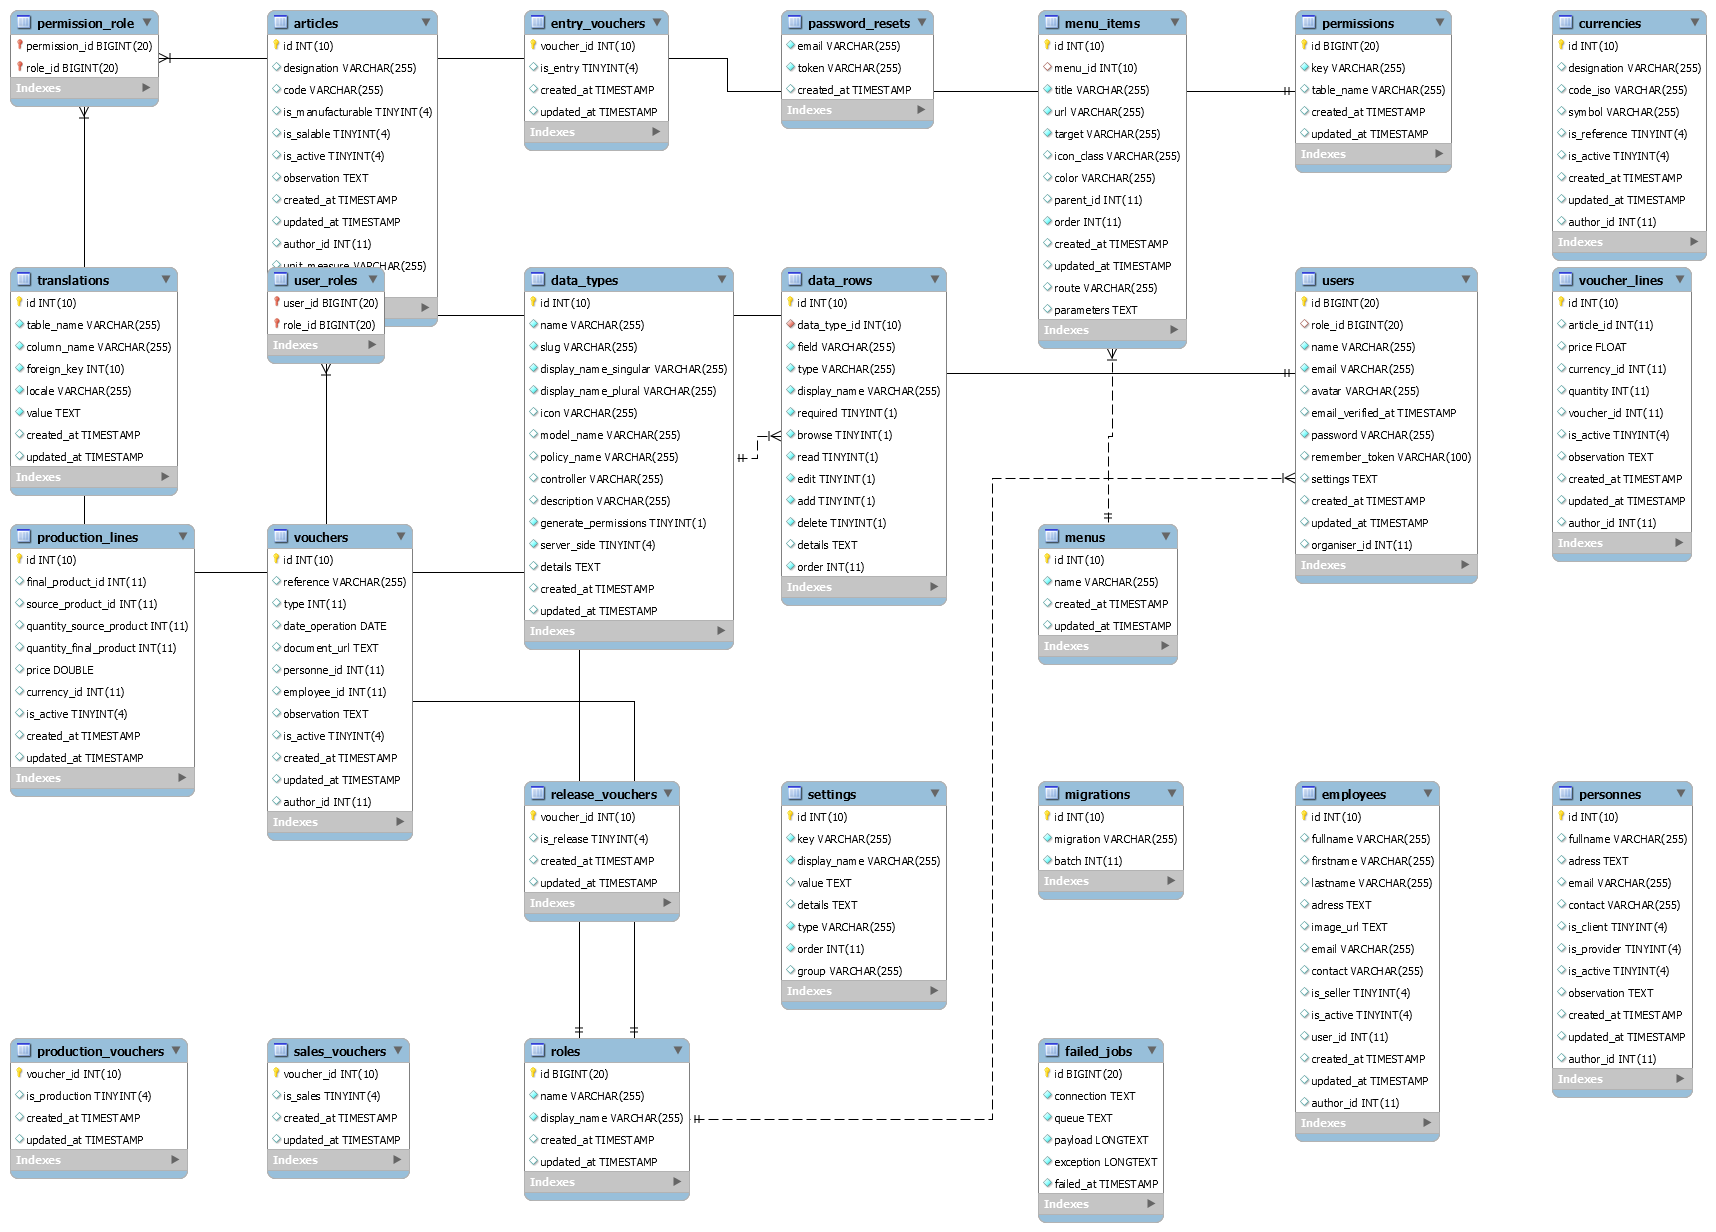 permission_role
permission_id BIGINT(20)
role_id BIGINT(20)
Indexes
articles
id INT(10)
designation VARCHAR(255)
code VARCHAR(255)
is_manufacturable TINYINT(4)
is_salable TINYINT(4)
is_active TINYINT(4)
observation TEXT
created_at TIMESTAMP
updated_at TIMESTAMP
author_id INT(11)
unit_measure VARCHAR(255)
entry_vouchers
voucher_id INT(10)
is_entry TINYINT(4)
created_at TIMESTAMP
updated_at TIMESTAMP
Indexes
password_resets
email VARCHAR(255)
token VARCHAR(255)
created_at TIMESTAMP
Indexes
menu_items
id INT(10)
menu_id INT(10)
title VARCHAR(255)
url VARCHAR(255)
target VARCHAR(255)
icon_class VARCHAR(255)
color VARCHAR(255)
parent_id INT(11)
order INT(11)
created_at TIMESTAMP
updated_at TIMESTAMP
route VARCHAR(255)
parameters TEXT
Indexes
permissions
id BIGINT(20)
key VARCHAR(255)
table_name VARCHAR(255)
created_at TIMESTAMP
updated_at TIMESTAMP
Indexes
currencies
id INT(10)
designation VARCHAR(255)
code_iso VARCHAR(255)
symbol VARCHAR(255)
is_reference TINYINT(4)
is_active TINYINT(4)
created_at TIMESTAMP
updated_at TIMESTAMP
author_id INT(11)
Indexes
translations
id INT(10)
table_name VARCHAR(255)
column_name VARCHAR(255)
foreign_key INT(10)
locale VARCHAR(255)
value TEXT
created_at TIMESTAMP
updated_at TIMESTAMP
Indexes
user_roles
user_id BIGINT(20)
role_id BIGINT(20)
Indexes
data_types
id INT(10)
name VARCHAR(255)
slug VARCHAR(255)
display_name_singular VARCHAR(255)
display_name_plural VARCHAR(255)
icon VARCHAR(255)
model_name VARCHAR(255)
policy_name VARCHAR(255)
controller VARCHAR(255)
description VARCHAR(255)
generate_permissions TINYINT(1)
server_side TINYINT(4)
details TEXT
created_at TIMESTAMP
updated_at TIMESTAMP
Indexes
data_rows
id INT(10)
data_type_id INT(10)
field VARCHAR(255)
type VARCHAR(255)
display_name VARCHAR(255)
required TINYINT(1)
browse TINYINT(1)
read TINYINT(1)
edit TINYINT(1)
add TINYINT(1)
delete TINYINT(1)
details TEXT
order INT(11)
Indexes
users
id BIGINT(20)
role_id BIGINT(20)
name VARCHAR(255)
email VARCHAR(255)
avatar VARCHAR(255)
email_verified_at TIMESTAMP
password VARCHAR(255)
remember_token VARCHAR(100)
settings TEXT
created_at TIMESTAMP
updated_at TIMESTAMP
organiser_id INT(11)
Indexes
voucher_lines
id INT(10)
article_id INT(11)
price FLOAT
currency_id INT(11)
quantity INT(11)
voucher_id INT(11)
is_active TINYINT(4)
observation TEXT
created_at TIMESTAMP
updated_at TIMESTAMP
author_id INT(11)
Indexes
production_lines
id INT(10)
final_product_id INT(11)
source_product_id INT(11)
quantity_source_product INT(11)
quantity_final_product INT(11)
price DOUBLE
currency_id INT(11)
is_active TINYINT(4)
created_at TIMESTAMP
updated_at TIMESTAMP
Indexes
vouchers
id INT(10)
reference VARCHAR(255)
type INT(11)
date_operation DATE
document_url TEXT
personne_id INT(11)
employee_id INT(11)
observation TEXT
is_active TINYINT(4)
created_at TIMESTAMP
updated_at TIMESTAMP
author_id INT(11)
Indexes
menus
id INT(10)
name VARCHAR(255)
created_at TIMESTAMP
updated_at TIMESTAMP
Indexes
release_vouchers
voucher_id INT(10)
is_release TINYINT(4)
created_at TIMESTAMP
updated_at TIMESTAMP
Indexes
settings
id INT(10)
key VARCHAR(255)
display_name VARCHAR(255)
value TEXT
details TEXT
type VARCHAR(255)
order INT(11)
group VARCHAR(255)
Indexes
migrations
id INT(10)
migration VARCHAR(255)
batch INT(11)
Indexes
employees
id INT(10)
fullname VARCHAR(255)
firstname VARCHAR(255)
lastname VARCHAR(255)
adress TEXT
image_url TEXT
email VARCHAR(255)
contact VARCHAR(255)
is_seller TINYINT(4)
is_active TINYINT(4)
user_id INT(11)
created_at TIMESTAMP
updated_at TIMESTAMP
author_id INT(11)
Indexes
personnes
id INT(10)
fullname VARCHAR(255)
adress TEXT
email VARCHAR(255)
contact VARCHAR(255)
is_client TINYINT(4)
is_provider TINYINT(4)
is_active TINYINT(4)
observation TEXT
created_at TIMESTAMP
updated_at TIMESTAMP
author_id INT(11)
Indexes
production_vouchers
voucher_id INT(10)
is_production TINYINT(4)
created_at TIMESTAMP
updated_at TIMESTAMP
Indexes
sales_vouchers
voucher_id INT(10)
is_sales TINYINT(4)
created_at TIMESTAMP
updated_at TIMESTAMP
Indexes
roles
id BIGINT(20)
name VARCHAR(255)
display_name VARCHAR(255)
created_at TIMESTAMP
updated_at TIMESTAMP
Indexes
failed_jobs
id BIGINT(20)
connection TEXT
queue TEXT
payload LONGTEXT
exception LONGTEXT
failed_at TIMESTAMP
Indexes